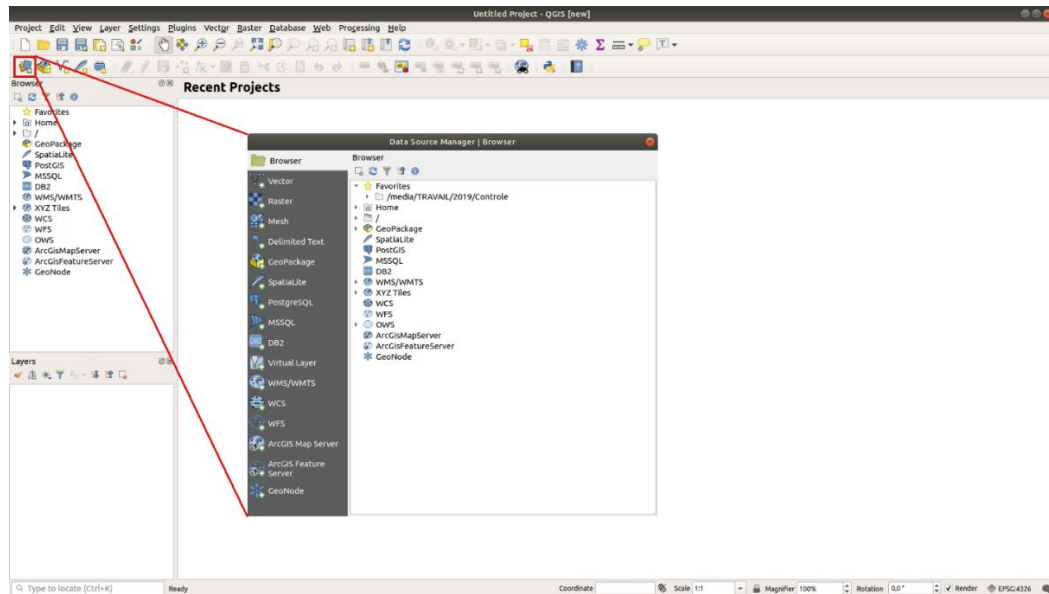 Untitled Project - QGIS [new]
Project Edit View Layer Settings Plugins Vector Raster Database Web Processing Help
Browser
Favorites
Home
/
GeoPackage
SpatiaLite
PostGIS
MSSQL
DB2
WMS/WMTS
XYZ Tiles
WCS
WFS
OWS
ArcGisMapServer
ArcGisFeatureServer
GeoNode
Layers
Recent Projects
Data Source Manager | Browser
Browser
Vector
Raster
Mesh
Delimited Text
GeoPackage
SpatiaLite
PostgreSQL
MSSQL
DB2
Virtual Layer
WMS/WMTS
WCS
WFS
ArcGIS Map Server
ArcGIS Feature
Server
GeoNode
Browser
Favorites
/media/TRAVAIL/2019/Controle
Home
/
GeoPackage
SpatiaLite
PostGIS
MSSQL
DB2
WMS/WMTS
XYZ Tiles
WCS
WFS
OWS
ArcGisMapServer
ArcGisFeatureServer
GeoNode
Type to locate (Ctrl+K) Ready Coordinate Scale 1:1 Magnifier 100% Rotation 0,0 ° Render EPSG:4326